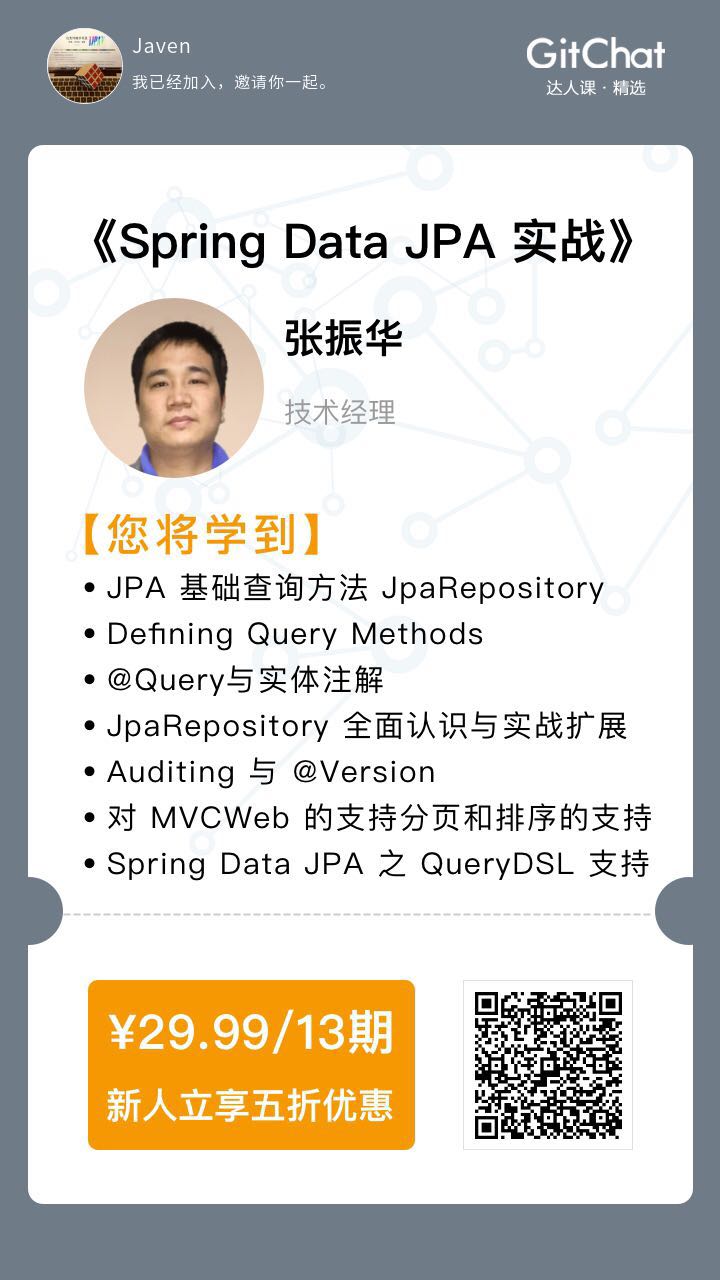 Javen
我已经加入，邀请你一起。
GitChat
达人课 · 精选
《Spring Data JPA 实战》
张振华
技术经理
【您将学到】
• JPA 基础查询方法 JpaRepository
• Defining Query Methods
• @Query与实体注解
• JpaRepository 全面认识与实战扩展
• Auditing 与 @Version
• 对 MVCWeb 的支持分页和排序的支持
• Spring Data JPA 之 QueryDSL 支持
¥29.99/13期
新人立享五折优惠